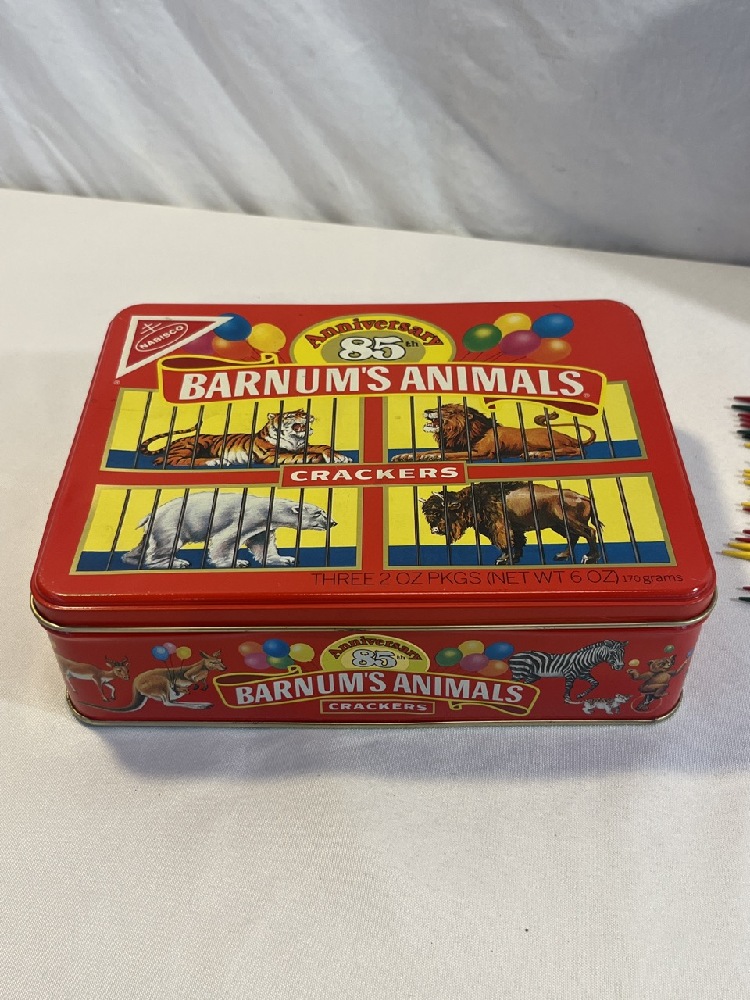 NABISCO
Anniversary
85th
BARNUM'S ANIMALS®
CRACKERS
THREE 2 OZ PKGS (NET WT 6 OZ) 170 grams
Anniversary
85th
BARNUM'S ANIMALS
CRACKERS